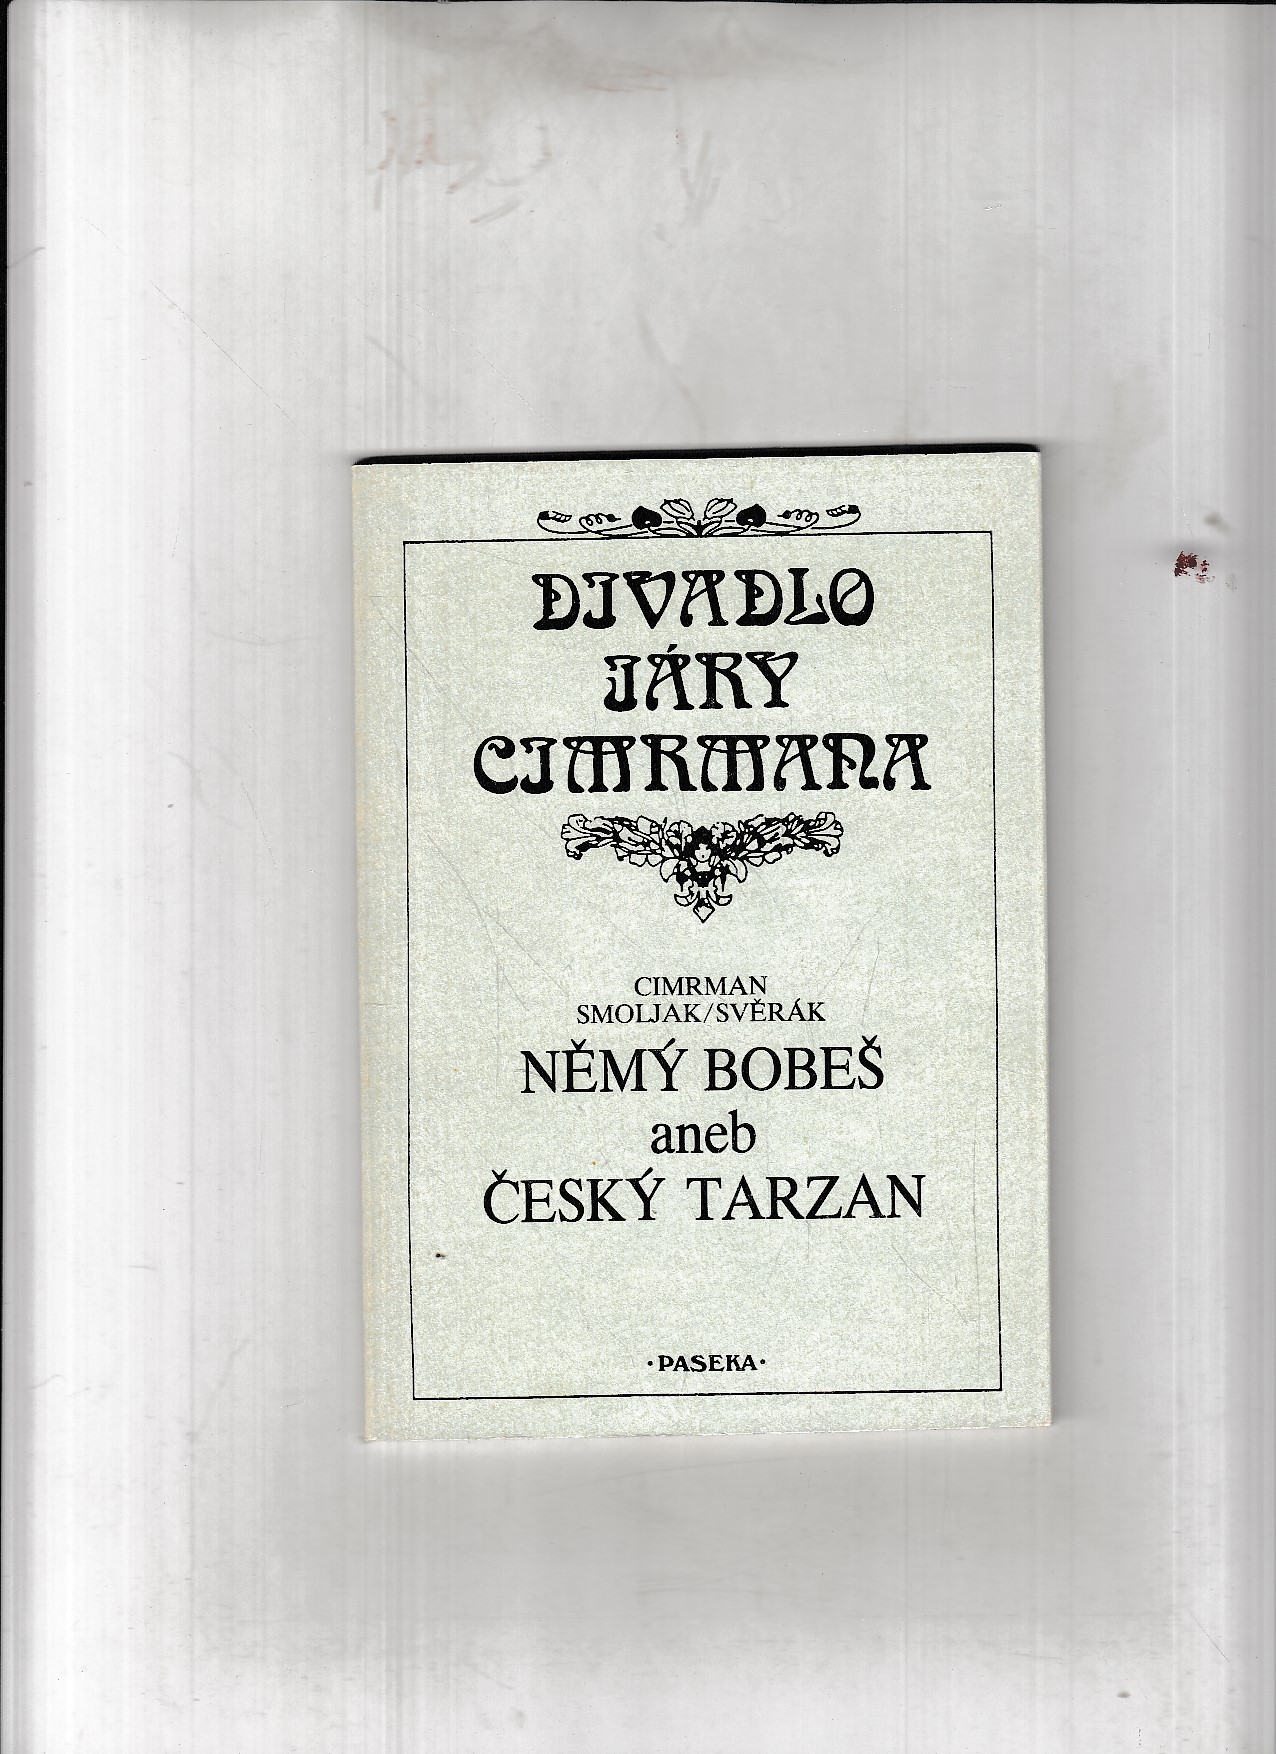 DIVADLO
JÁRY
CIMRMANA
CIMRMAN
SMOLJAK/SVĚRÁK
NĚMÝ BOBEŠ
aneb
ČESKÝ TARZAN
·PASEKA·